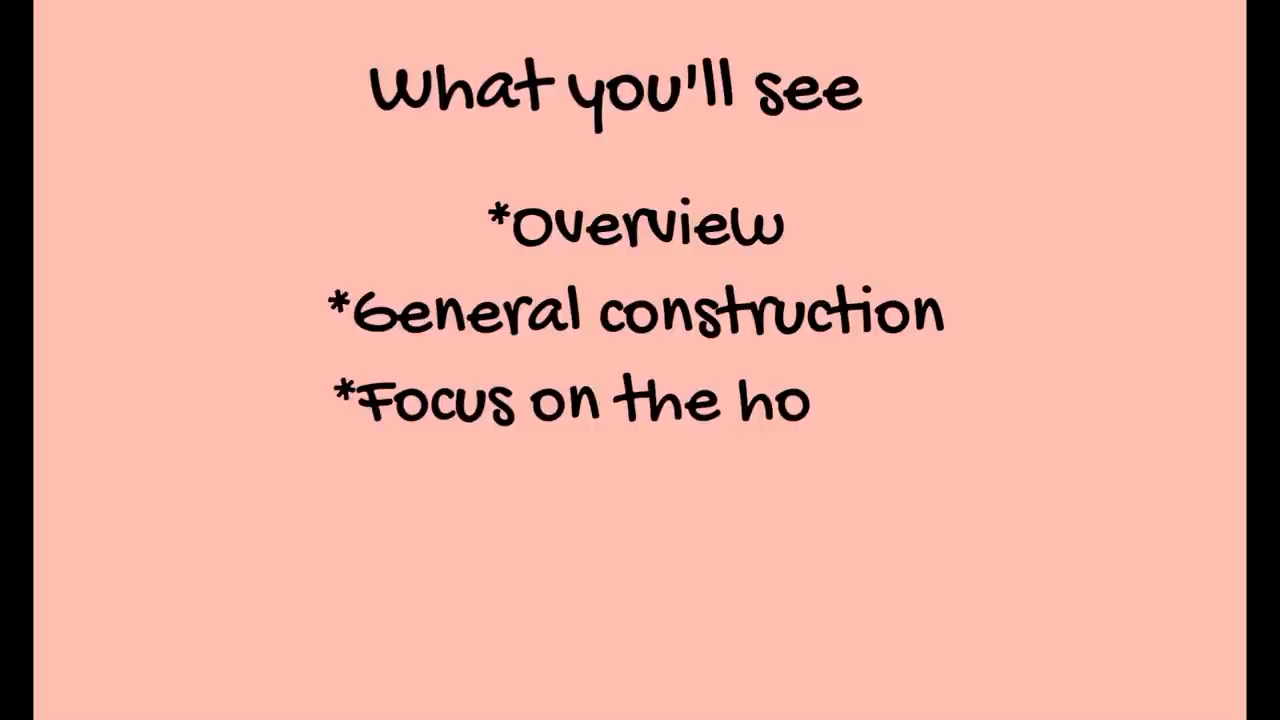 What you'll see
*Overview
*General construction
*Focus on the ho